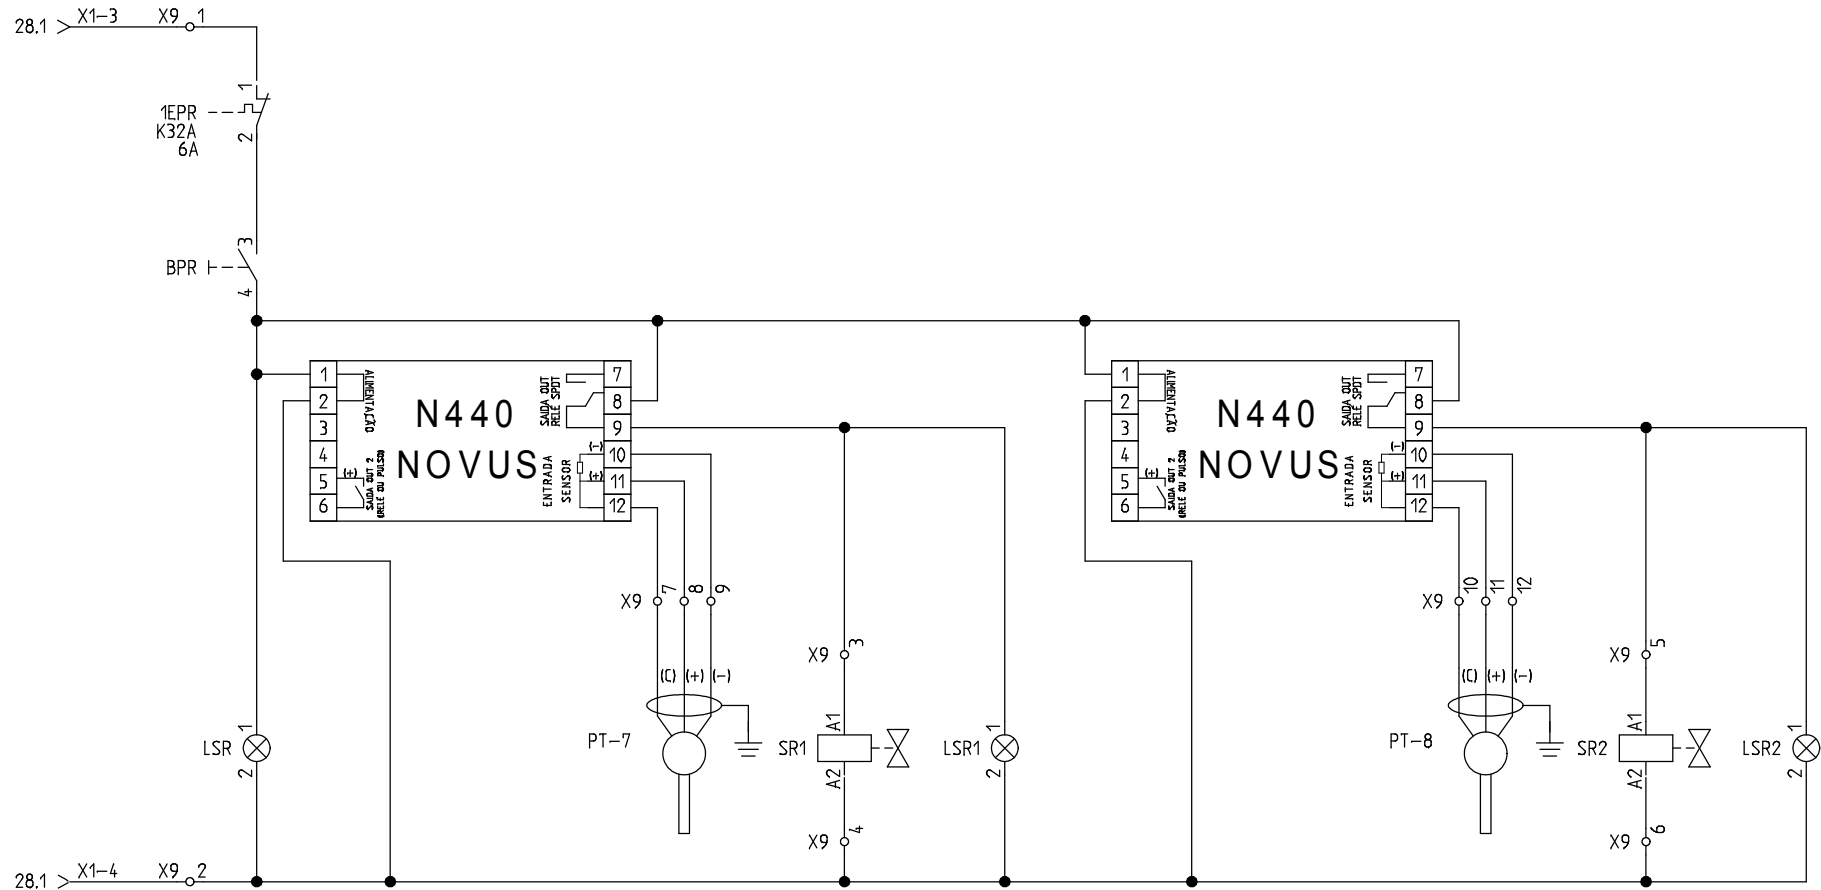 28.1 X1-3 X9 1
1
1EPR
K32A
6A
2
3
BPR
4
1
2
3
4
5
6
ALIMENTAÇÃO
(+)
SAIDA OUT 2
(RELÉ OU PULSO)
N440
NOVUS
SAIDA OUT
RELÉ SPDT
ENTRADA
SENSOR
(-)
(+)
7
8
9
10
11
12
X9 7 8 9
(C) (+) (-)
PT-7
X9 3
A1
SR1
A2
X9 4
LSR 1
2
LSR1 1
2
1
2
3
4
5
6
ALIMENTAÇÃO
(+)
SAIDA OUT 2
(RELÉ OU PULSO)
N440
NOVUS
SAIDA OUT
RELÉ SPDT
ENTRADA
SENSOR
(-)
(+)
7
8
9
10
11
12
X9 10 11 12
(C) (+) (-)
PT-8
X9 5
A1
SR2
A2
X9 6
LSR2 1
2
28.1 X1-4 X9 2